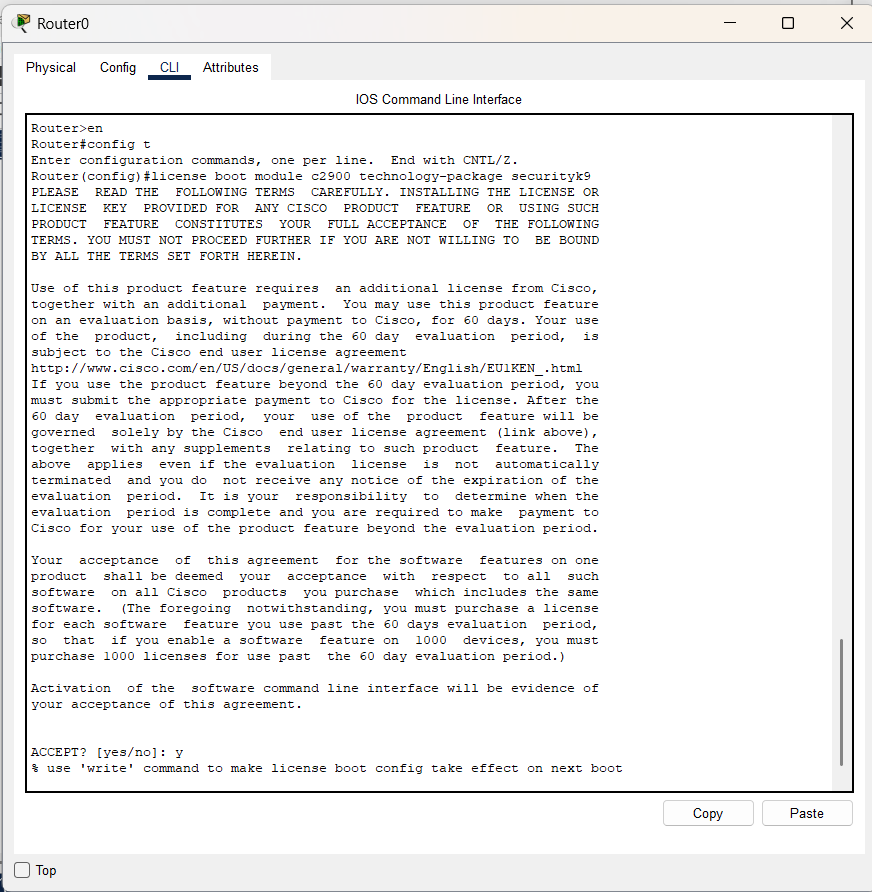 Router0
Physical Config CLI Attributes
IOS Command Line Interface
Router>en
Router#config t
Enter configuration commands, one per line.  End with CNTL/Z.
Router(config)#license boot module c2900 technology-package securityk9
PLEASE  READ THE  FOLLOWING TERMS  CAREFULLY. INSTALLING THE LICENSE OR
LICENSE  KEY  PROVIDED FOR  ANY CISCO  PRODUCT  FEATURE  OR  USING SUCH
PRODUCT  FEATURE  CONSTITUTES  YOUR  FULL ACCEPTANCE  OF  THE FOLLOWING
TERMS. YOU MUST NOT PROCEED FURTHER IF YOU ARE NOT WILLING TO  BE BOUND
BY ALL THE TERMS SET FORTH HEREIN.

Use of this product feature requires  an additional license from Cisco,
together with an additional  payment.  You may use this product feature
on an evaluation basis, without payment to Cisco, for 60 days. Your use
of the  product,  including  during the 60 day  evaluation  period,  is
subject to the Cisco end user license agreement
http://www.cisco.com/en/US/docs/general/warranty/English/EU1KEN_.html
If you use the product feature beyond the 60 day evaluation period, you
must submit the appropriate payment to Cisco for the license. After the
60 day  evaluation  period,  your  use of the  product  feature will be
governed  solely by the Cisco  end user license agreement (link above),
together  with any supplements  relating to such product  feature.  The
above  applies  even if the evaluation  license  is  not  automatically
terminated  and you do  not receive any notice of the expiration of the
evaluation  period.  It is your  responsibility  to  determine when the
evaluation  period is complete and you are required to make  payment to
Cisco for your use of the product feature beyond the evaluation period.

Your  acceptance  of  this agreement  for the software  features on one
product  shall be deemed  your  acceptance  with  respect  to all  such
software  on all Cisco  products  you purchase  which includes the same
software.  (The foregoing  notwithstanding, you must purchase a license
for each software  feature you use past the 60 days evaluation  period,
so  that  if you enable a software  feature on  1000  devices, you must
purchase 1000 licenses for use past  the 60 day evaluation period.)

Activation  of the  software command line interface will be evidence of
your acceptance of this agreement.

ACCEPT? [yes/no]: y
% use 'write' command to make license boot config take effect on next boot
Copy Paste
Top